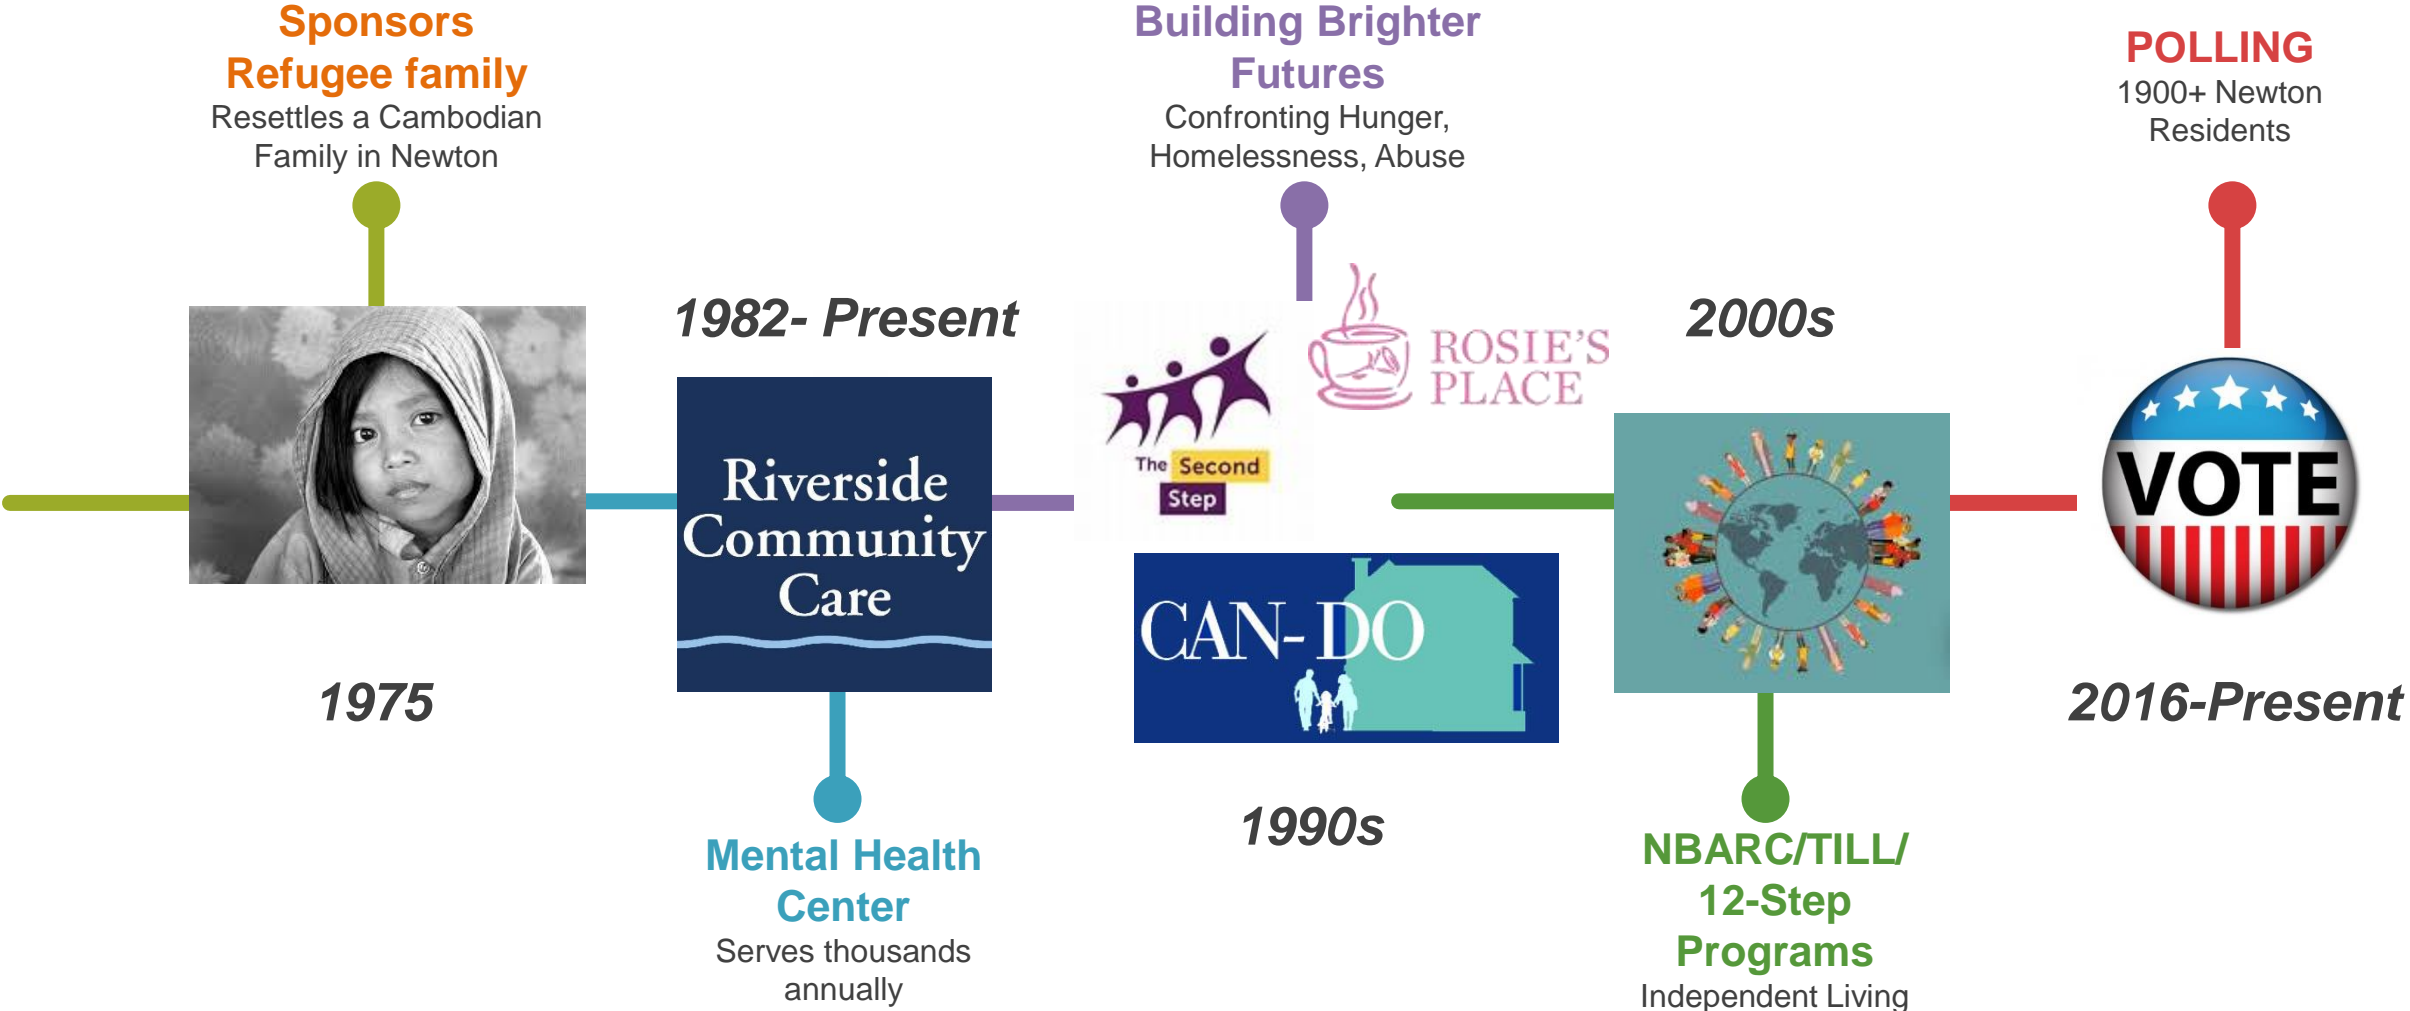 Sponsors
Refugee family
Resettles a Cambodian
Family in Newton
1975
1982- Present
Riverside
Community
Care
Mental Health
Center
Serves thousands
annually
Building Brighter
Futures
Confronting Hunger,
Homelessness, Abuse
The Second
Step
ROSIE'S
PLACE
CAN-DO
1990s
2000s
NBARC/TILL/
12-Step
Programs
Independent Living
POLLING
1900+ Newton
Residents
VOTE
2016-Present